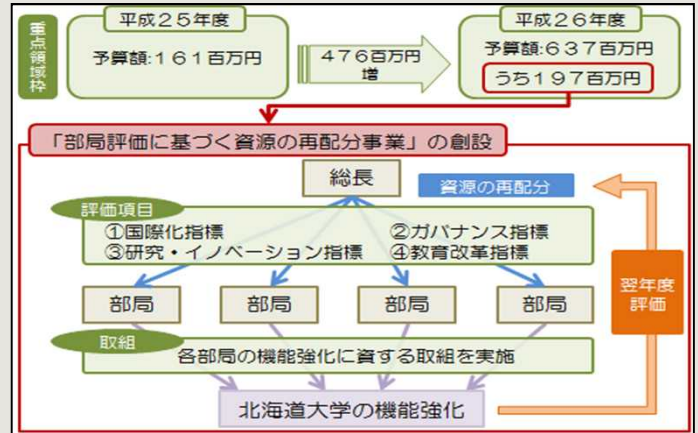 重点領域枠
平成25年度
予算額:161百万円
476百万円
増
平成26年度
予算額:637百万円
うち197百万円
「部局評価に基づく資源の再配分事業」の創設
総長
資源の再配分
評価項目
①国際化指標 ②ガバナンス指標
③研究・イノベーション指標 ④教育改革指標
部局 部局 部局 部局
翌年度
評価
取組
各部局の機能強化に資する取組を実施
北海道大学の機能強化